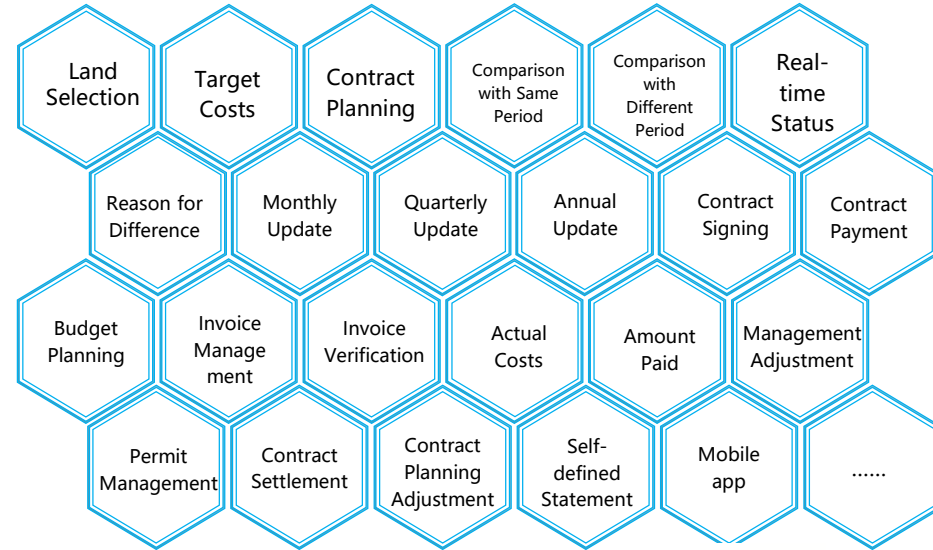 Land
Selection
Target
Costs
Contract
Planning
Comparison
with Same
Period
Comparison
with
Different
Period
Real-
time
Status
Reason for
Difference
Monthly
Update
Quarterly
Update
Annual
Update
Contract
Signing
Contract
Payment
Budget
Planning
Invoice
Manage
ment
Invoice
Verification
Actual
Costs
Amount
Paid
Management
Adjustment
Permit
Management
Contract
Settlement
Contract
Planning
Adjustment
Self-
defined
Statement
Mobile
app
......